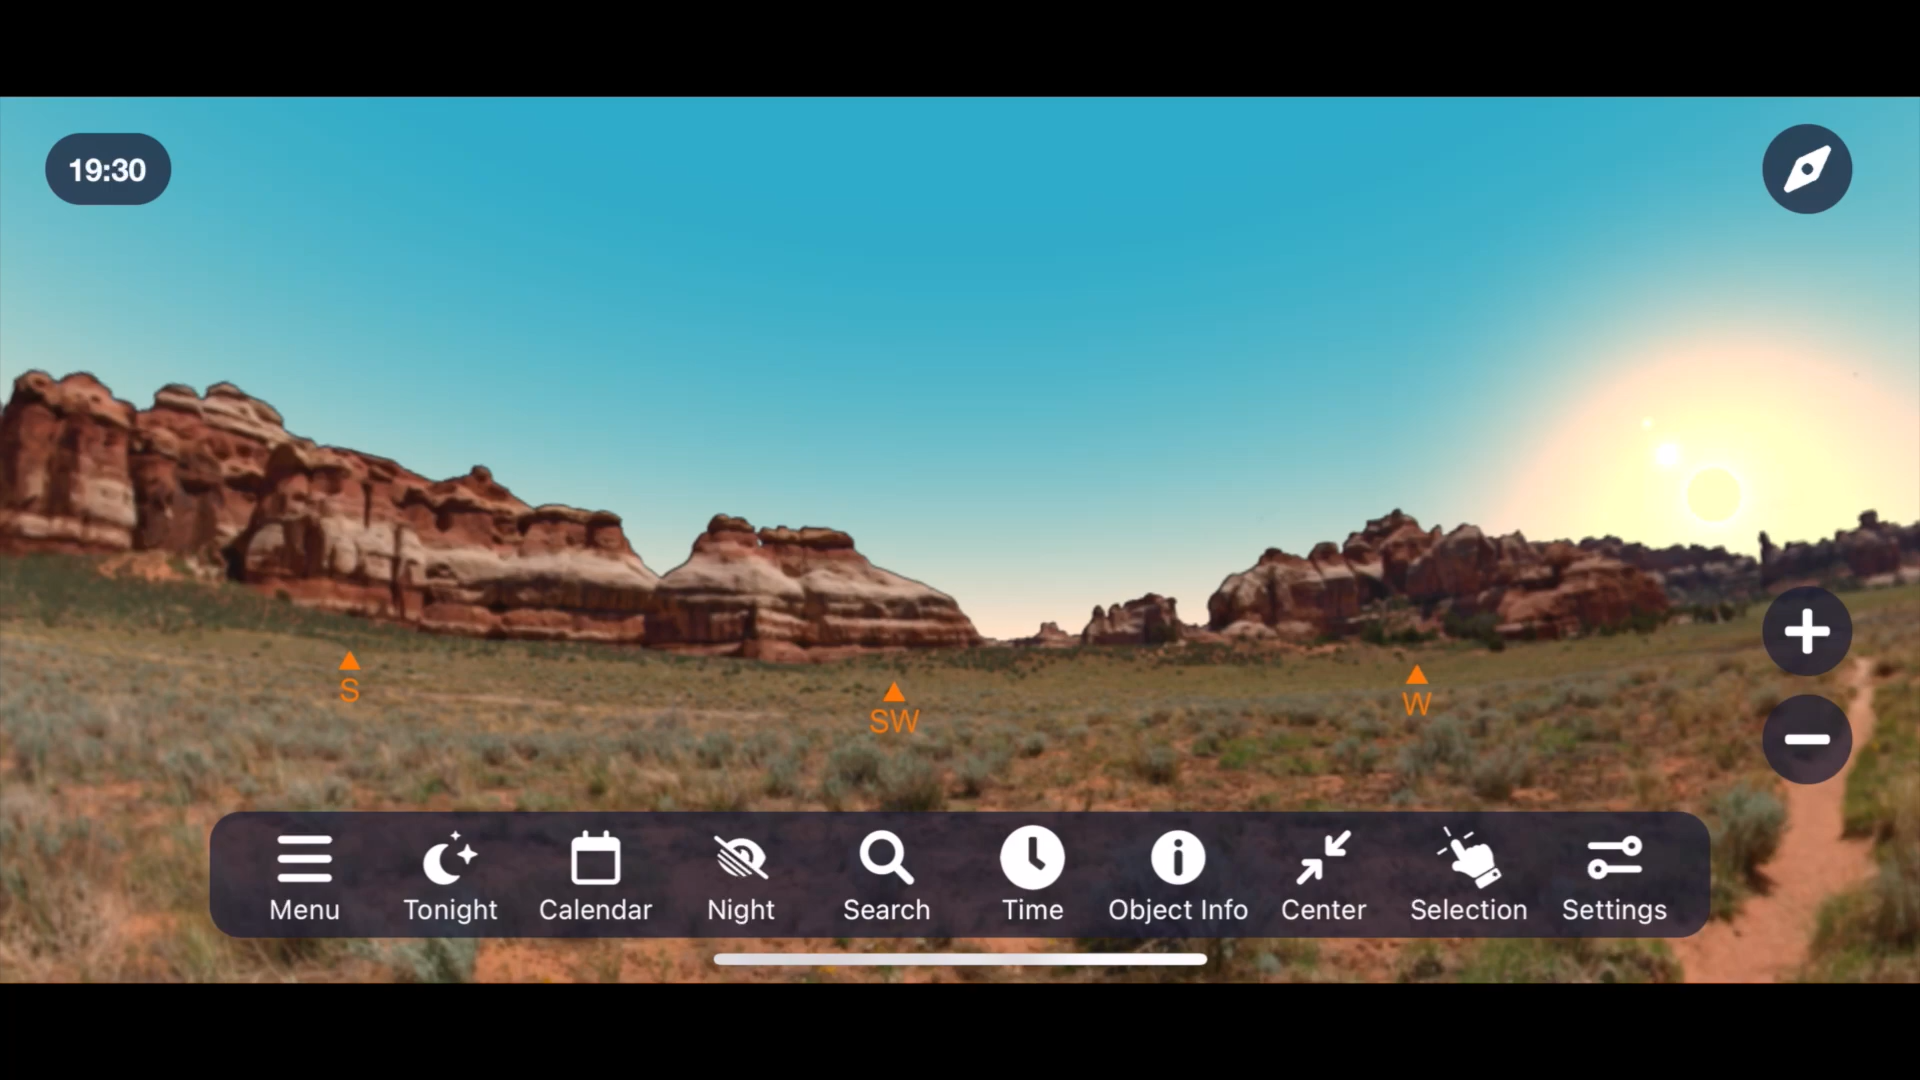 19:30
S
SW
W
Menu
Tonight
Calendar
Night
Search
Time
Object Info
Center
Selection
Settings